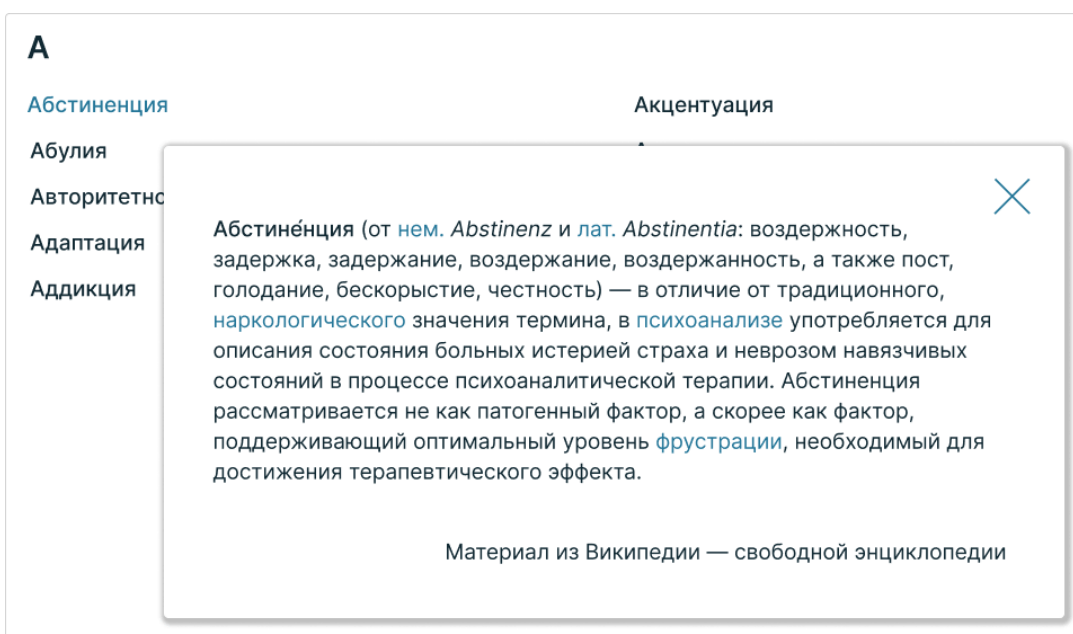 А
Абстиненция
Акцентуация
Абулия
Адаптация
Аддикция
Абстине́нция (от нем. Abstinenz и лат. Abstinentia: воздержность,
задержка, задержание, воздержание, воздержанность, а также пост,
голодание, бескорыстие, честность) — в отличие от традиционного,
наркологического значения термина, в психоанализе употребляется для
описания состояния больных истерией страха и неврозом навязчивых
состояний в процессе психоаналитической терапии. Абстиненция
рассматривается не как патогенный фактор, а скорее как фактор,
поддерживающий оптимальный уровень фрустрации, необходимый для
достижения терапевтического эффекта.
Материал из Википедии — свободной энциклопедии